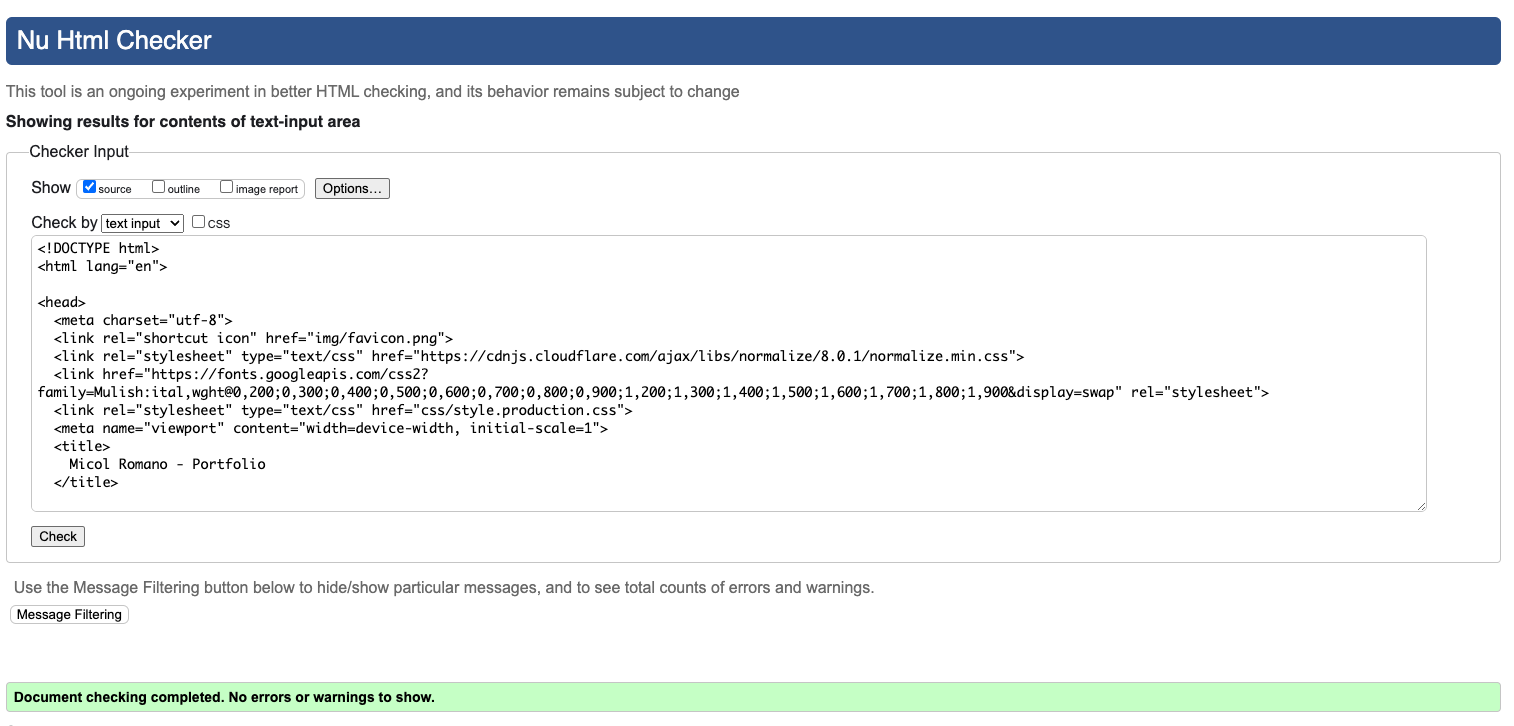 Nu Html Checker
This tool is an ongoing experiment in better HTML checking, and its behavior remains subject to change
Showing results for contents of text-input area
Checker Input
Show source outline image report Options...
Check by text input CSS
<!DOCTYPE html>
<html lang="en">
<head>
<meta charset="utf-8">
<link rel="shortcut icon" href="img/favicon.png">
<link rel="stylesheet" type="text/css" href="https://cdnjs.cloudflare.com/ajax/libs/normalize/8.0.1/normalize.min.css">
<link href="https://fonts.googleapis.com/css2?
family=Mulish:ital,wght@0,200;0,300;0,400;0,500;0,600;0,700;0,800;0,900;1,200;1,300;1,400;1,500;1,600;1,700;1,800;1,900&display=swap" rel="stylesheet">
<link rel="stylesheet" type="text/css" href="css/style.production.css">
<meta name="viewport" content="width=device-width, initial-scale=1">
<title>
Micol Romano - Portfolio
</title>
Check
Use the Message Filtering button below to hide/show particular messages, and to see total counts of errors and warnings.
Message Filtering
Document checking completed. No errors or warnings to show.